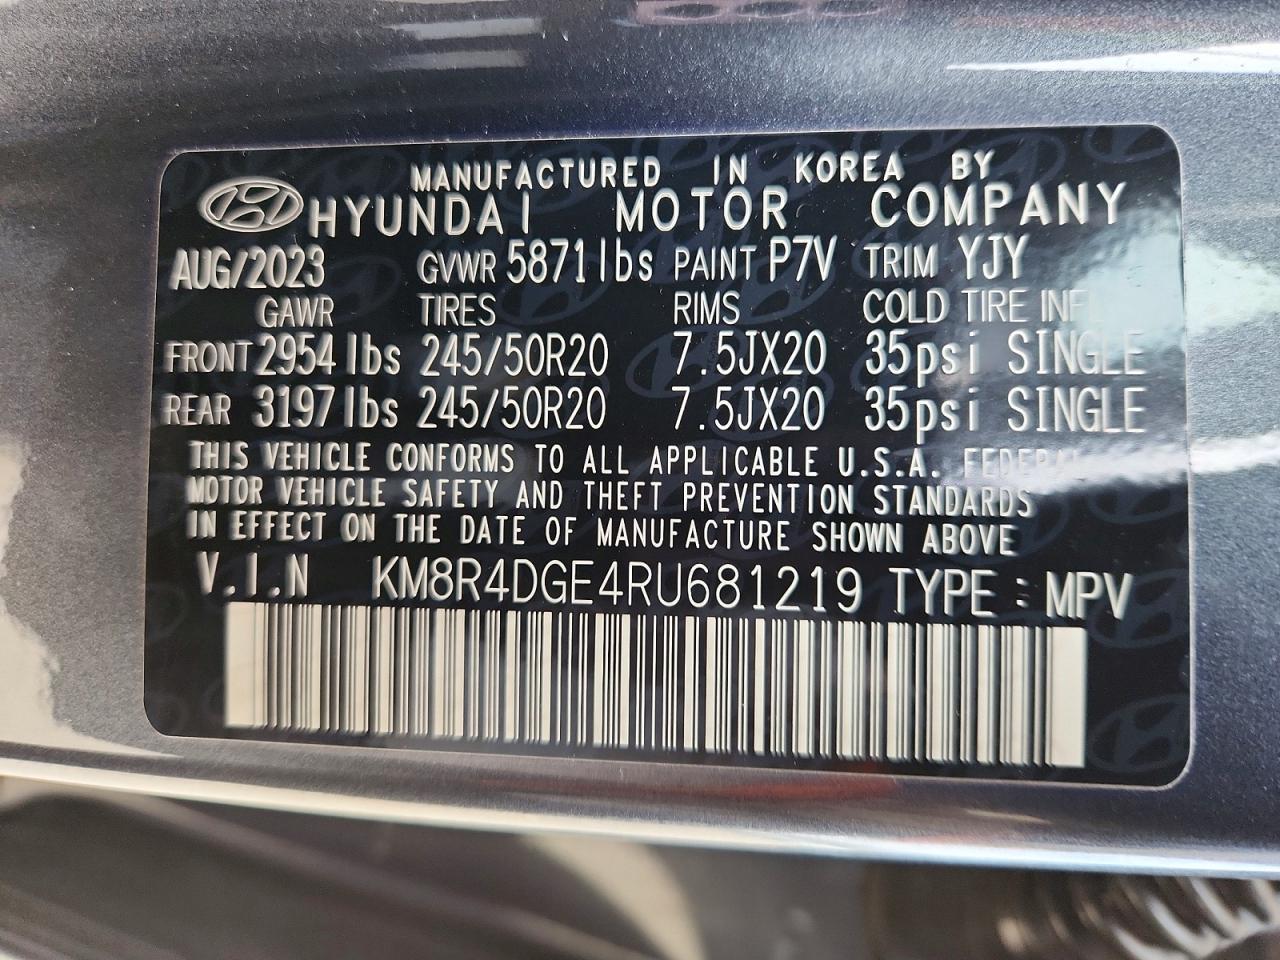 MANUFACTURED IN KOREA BY
HYUNDAI MOTOR COMPANY
AUG/2023 GVWR 5871lbs PAINT P7V TRIM YJY
GAWR TIRES RIMS COLD TIRE INFL
FRONT 2954lbs 245/50R20 7.5JX20 35psi SINGLE
REAR 3197lbs 245/50R20 7.5JX20 35psi SINGLE
THIS VEHICLE CONFORMS TO ALL APPLICABLE U.S.A. FEDERAL
MOTOR VEHICLE SAFETY AND THEFT PREVENTION STANDARDS
IN EFFECT ON THE DATE OF MANUFACTURE SHOWN ABOVE
V.I.N KM8R4DGE4RU681219 TYPE : MPV